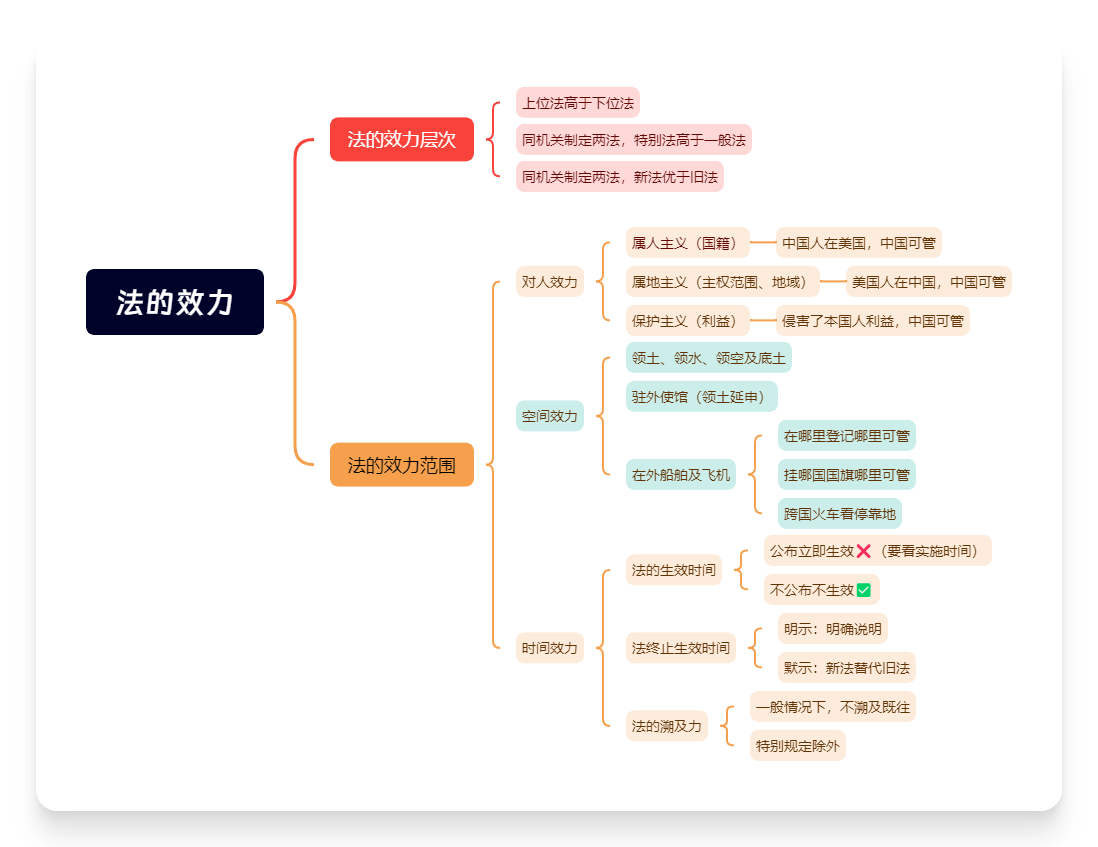 法的效力
法的效力层次
上位法高于下位法
同机关制定两法，特别法高于一般法
同机关制定两法，新法优于旧法
法的效力范围
对人效力
属人主义（国籍）
中国人在美国，中国可管
属地主义（主权范围、地域）
美国人在中国，中国可管
保护主义（利益）
侵害了本国人利益，中国可管
空间效力
领土、领水、领空及底土
驻外使馆（领土延申）
在外船舶及飞机
在哪里登记哪里可管
挂哪国国旗哪里可管
跨国火车看停靠地
时间效力
法的生效时间
公布立即生效❌（要看实施时间）
不公布不生效✅
法终止生效时间
明示：明确说明
默示：新法替代旧法
法的溯及力
一般情况下，不溯及既往
特别规定除外